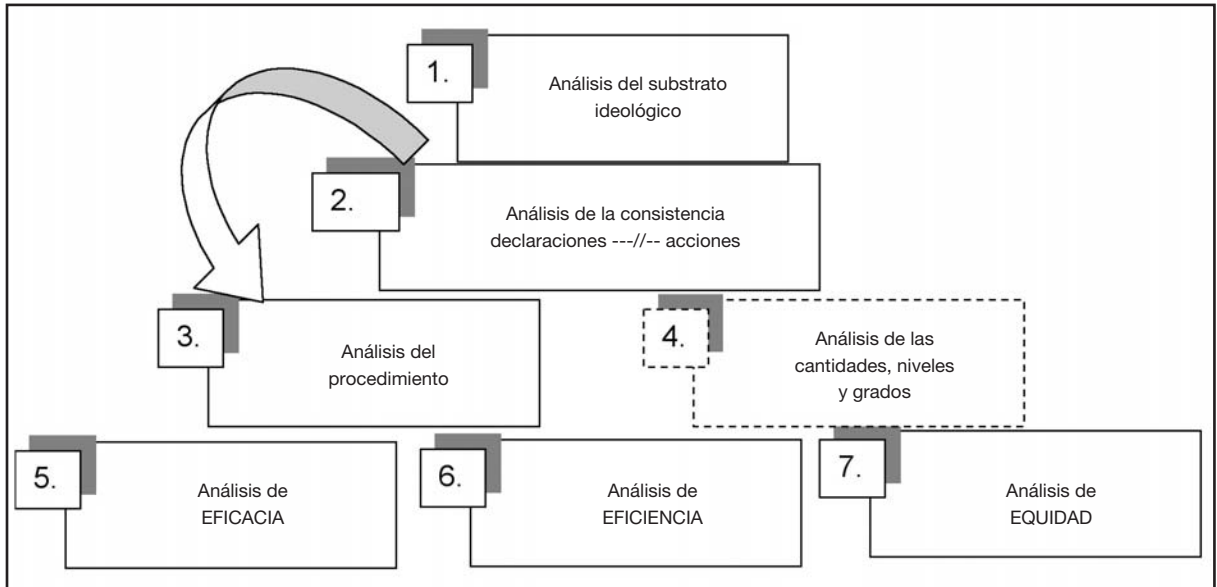 1.
Análisis del substrato
ideológico
2.
Análisis de la consistencia
declaraciones ---//-- acciones
3.
Análisis del
procedimiento
4.
Análisis de las
cantidades, niveles
y grados
5.
Análisis de
EFICACIA
6.
Análisis de
EFICIENCIA
7.
Análisis de
EQUIDAD